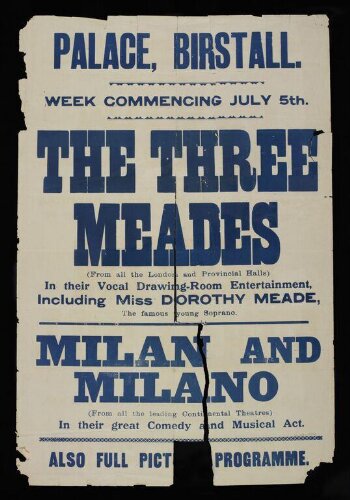 PALACE, BIRSTALL.
WEEK COMMENCING JULY 5th.
THE THREE
MEADES
(From all the London and Provincial Halls)
In their Vocal Drawing-Room Entertainment,
Including Miss DOROTHY MEADE,
The famous young Soprano.
MILAN AND
MILANO
(From all the leading Continental Theatres)
In their great Comedy and Musical Act.
ALSO FULL PICT PROGRAMME.